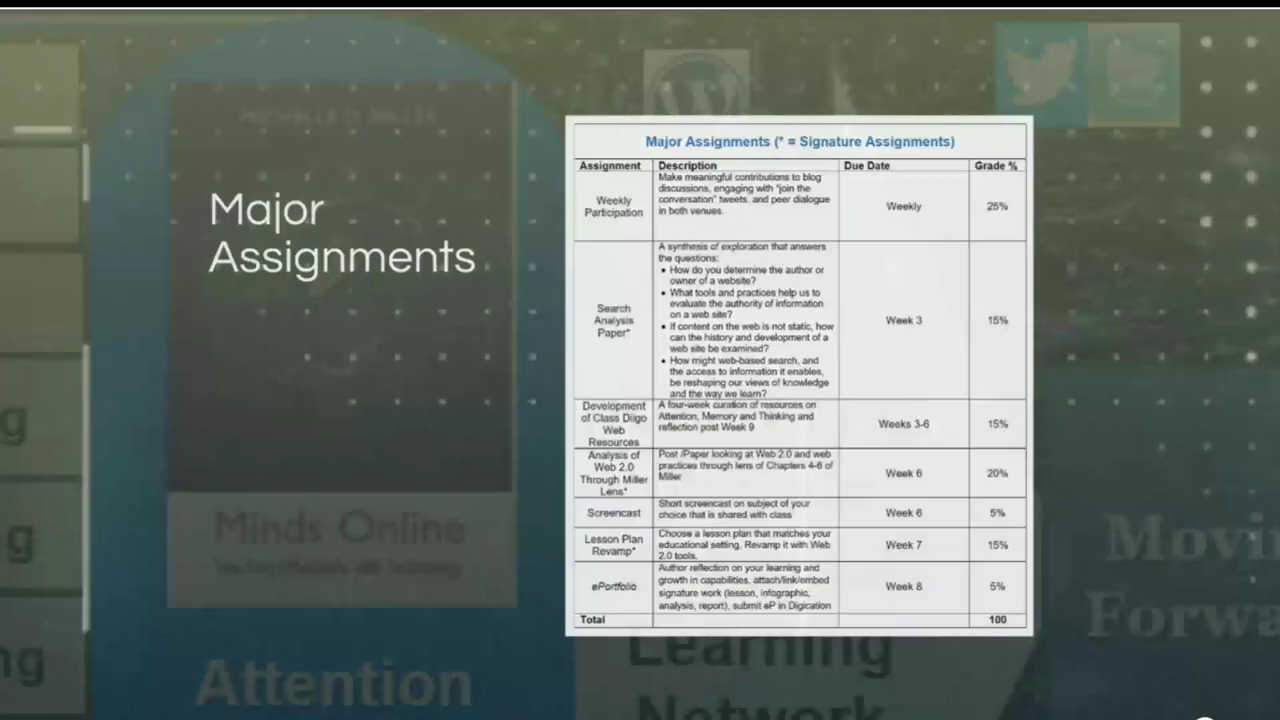 MICHELLE D. MILLER
Major
Assignments
Minds Online
Attention
Learning
Network
Movin
Forwa
g
g
ng
Major Assignments (* = Signature Assignments)
Assignment Description Due Date Grade %
Weekly
Participation
Make meaningful contributions to blog
discussions, engaging with "join the
conversation" tweets, and peer dialogue
in both venues.
Weekly
25%
Search
Analysis
Paper*
A synthesis of exploration that answers
the questions:
• How do you determine the author or
owner of a website?
• What tools and practices help us to
evaluate the authority of information
on a web site?
• If content on the web is not static, how
can the history and development of a
web site be examined?
• How might web-based search, and
the access to information it enables,
be reshaping our views of knowledge
and the way we learn?
Week 3
15%
Development
of Class Diigo
Web
Resources
A four-week curation of resources on
Attention, Memory and Thinking and
reflection post Week 9
Weeks 3-6
15%
Analysis of
Web 2.0
Through Miller
Lens*
Post /Paper looking at Web 2.0 and web
practices through lens of Chapters 4-8 of
Miller
Week 6
20%
Screencast
Short screencast on subject of your
choice that is shared with class
Week 6
5%
Lesson Plan
Revamp*
Choose a lesson plan that matches your
educational setting. Revamp it with Web
2.0 tools.
Week 7
15%
ePortfolio
Author reflection on your learning and
growth in capabilities, attach/link/embed
signature work (lesson, infographic,
analysis, report), submit eP in Digication
Week 8
5%
Total 100